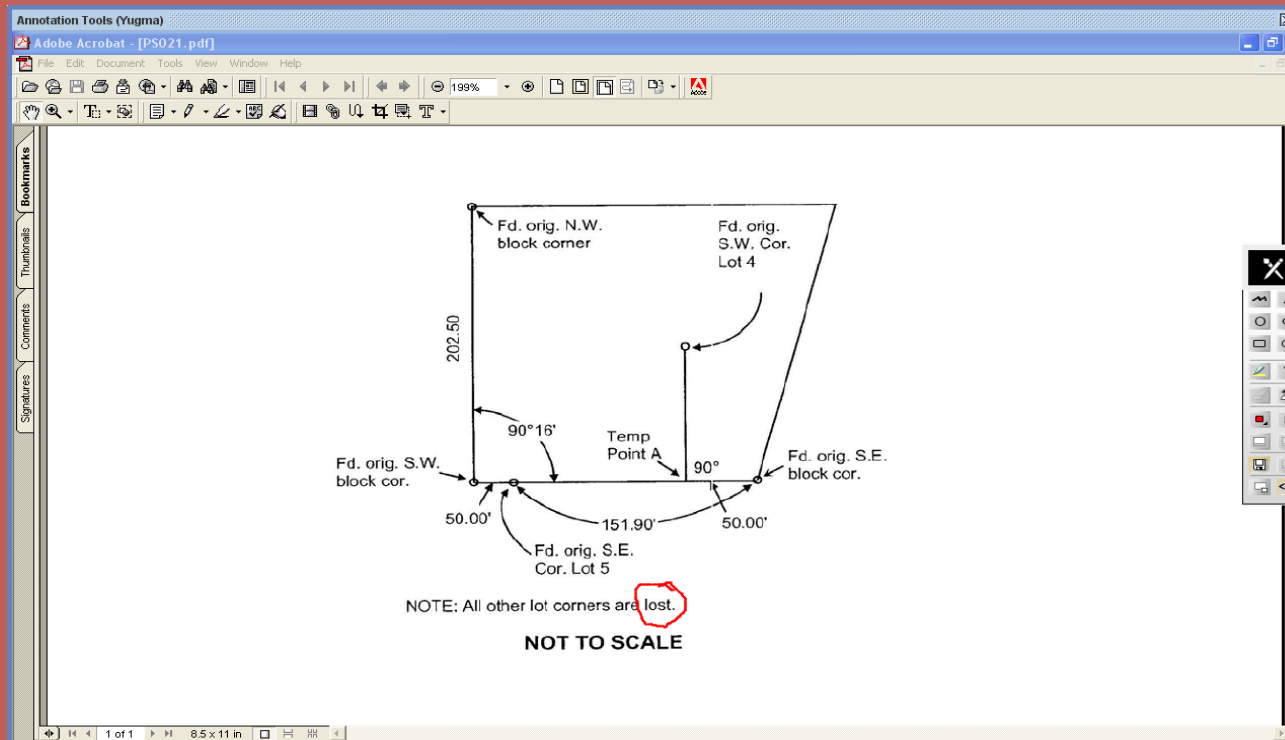 Annotation Tools (Yugma)
Adobe Acrobat - [PS021.pdf]
File Edit Document Tools View Window Help
199%
Bookmarks
Thumbnails
Comments
Signatures
Fd. orig. N.W.
block corner
Fd. orig.
S.W. Cor.
Lot 4
202.50
90°16'
Temp
Point A
90°
Fd. orig. S.W.
block cor.
Fd. orig. S.E.
block cor.
50.00'
151.90'
50.00'
Fd. orig. S.E.
Cor. Lot 5
NOTE: All other lot corners are lost.
NOT TO SCALE
1 of 1
8.5 x 11 in